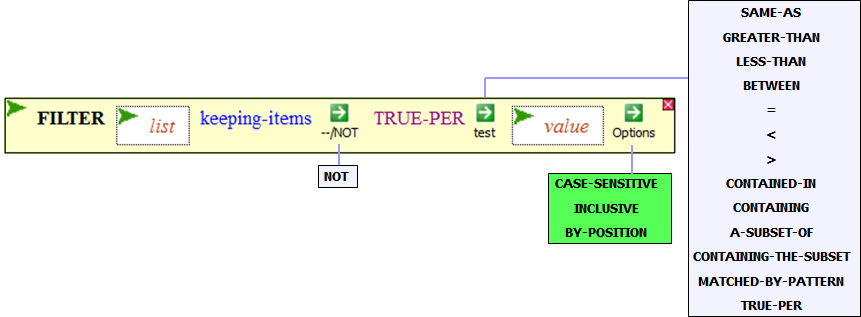 FILTER list keeping-items --/NOT TRUE-PER test value Options
NOT
CASE-SENSITIVE
INCLUSIVE
BY-POSITION
SAME-AS
GREATER-THAN
LESS-THAN
BETWEEN
=
<
>
CONTAINED-IN
CONTAINING
A-SUBSET-OF
CONTAINING-THE-SUBSET
MATCHED-BY-PATTERN
TRUE-PER